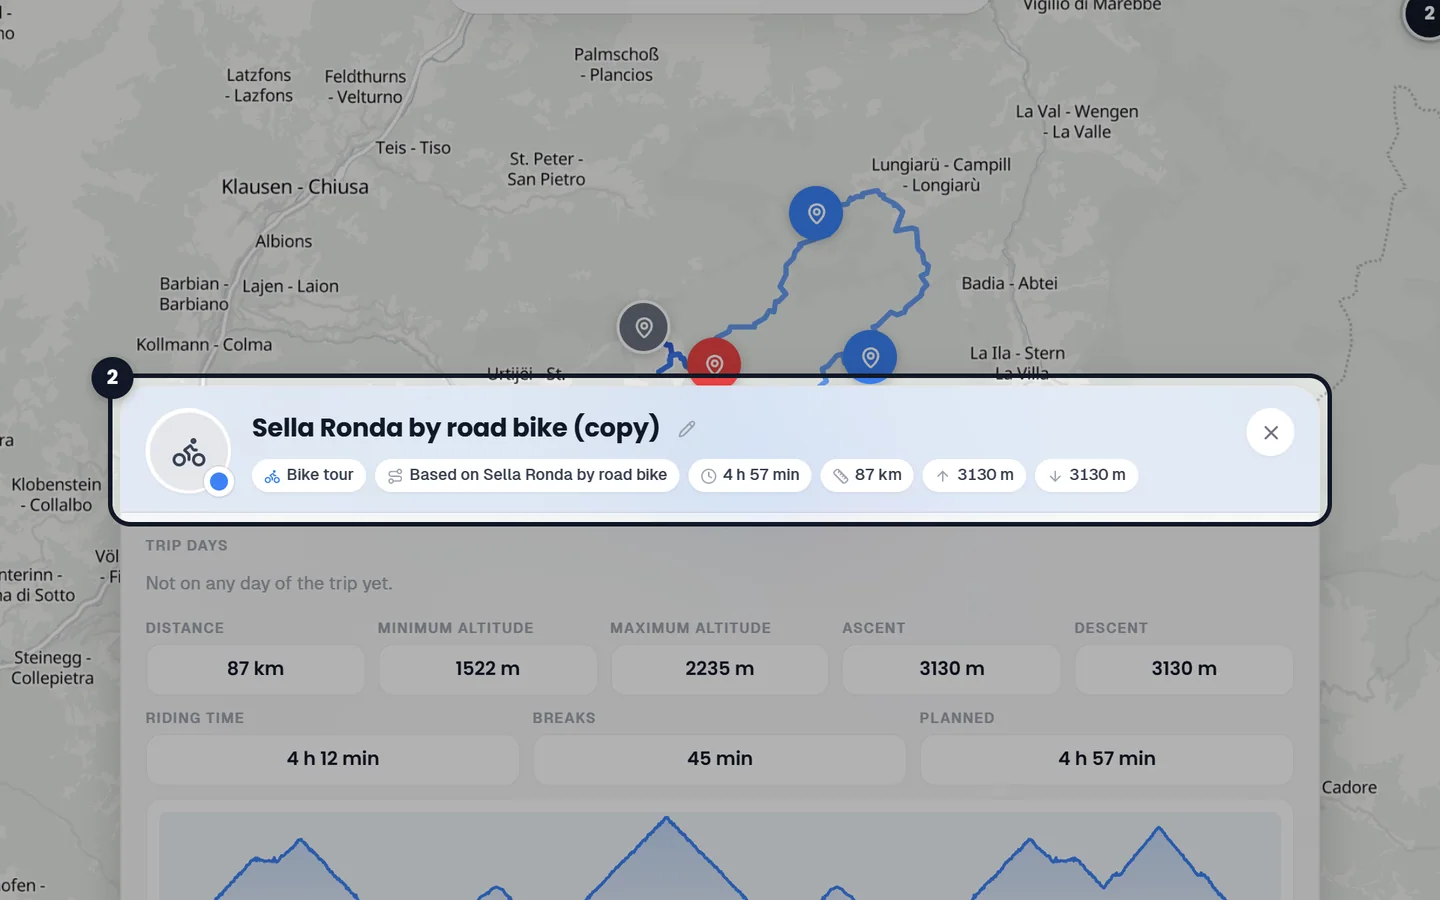 Vigilio di Marebbe
2
Palmschoß
- Plancios
Latzfons
- Lazfons
Feldthurns
- Velturno
La Val - Wengen
- La Valle
Teis - Tiso
St. Peter -
San Pietro
Lungiarü - Campill
- Longiarù
Klausen - Chiusa
Albions
Barbian -
Barbiano
Lajen - Laion
Badia - Abtei
Kollmann - Colma
La Ila - Stern
- La Villa
Urtijëi - St.
2
Sella Ronda by road bike (copy)
Bike tour
Based on Sella Ronda by road bike
4 h 57 min
87 km
3130 m
3130 m
Klobenstein
- Collalbo
TRIP DAYS
Not on any day of the trip yet.
DISTANCE
MINIMUM ALTITUDE
MAXIMUM ALTITUDE
ASCENT
DESCENT
87 km
1522 m
2235 m
3130 m
3130 m
Steinegg -
Collepietra
RIDING TIME
BREAKS
PLANNED
4 h 12 min
45 min
4 h 57 min
Cadore